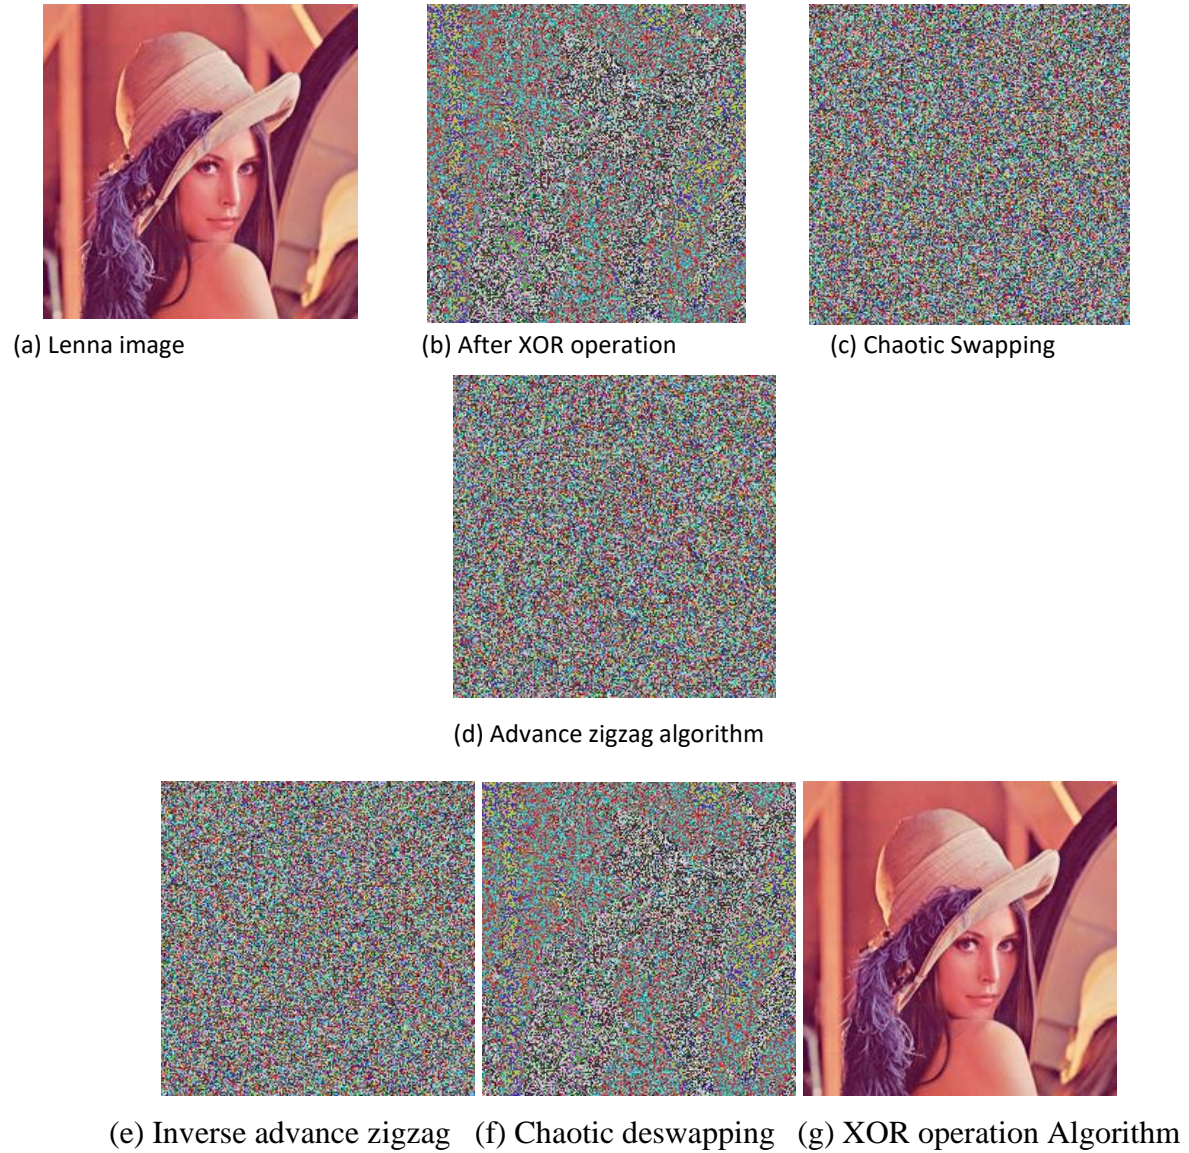 (a) Lenna image (b) After XOR operation (c) Chaotic Swapping
(d) Advance zigzag algorithm
(e) Inverse advance zigzag (f) Chaotic deswapping (g) XOR operation Algorithm